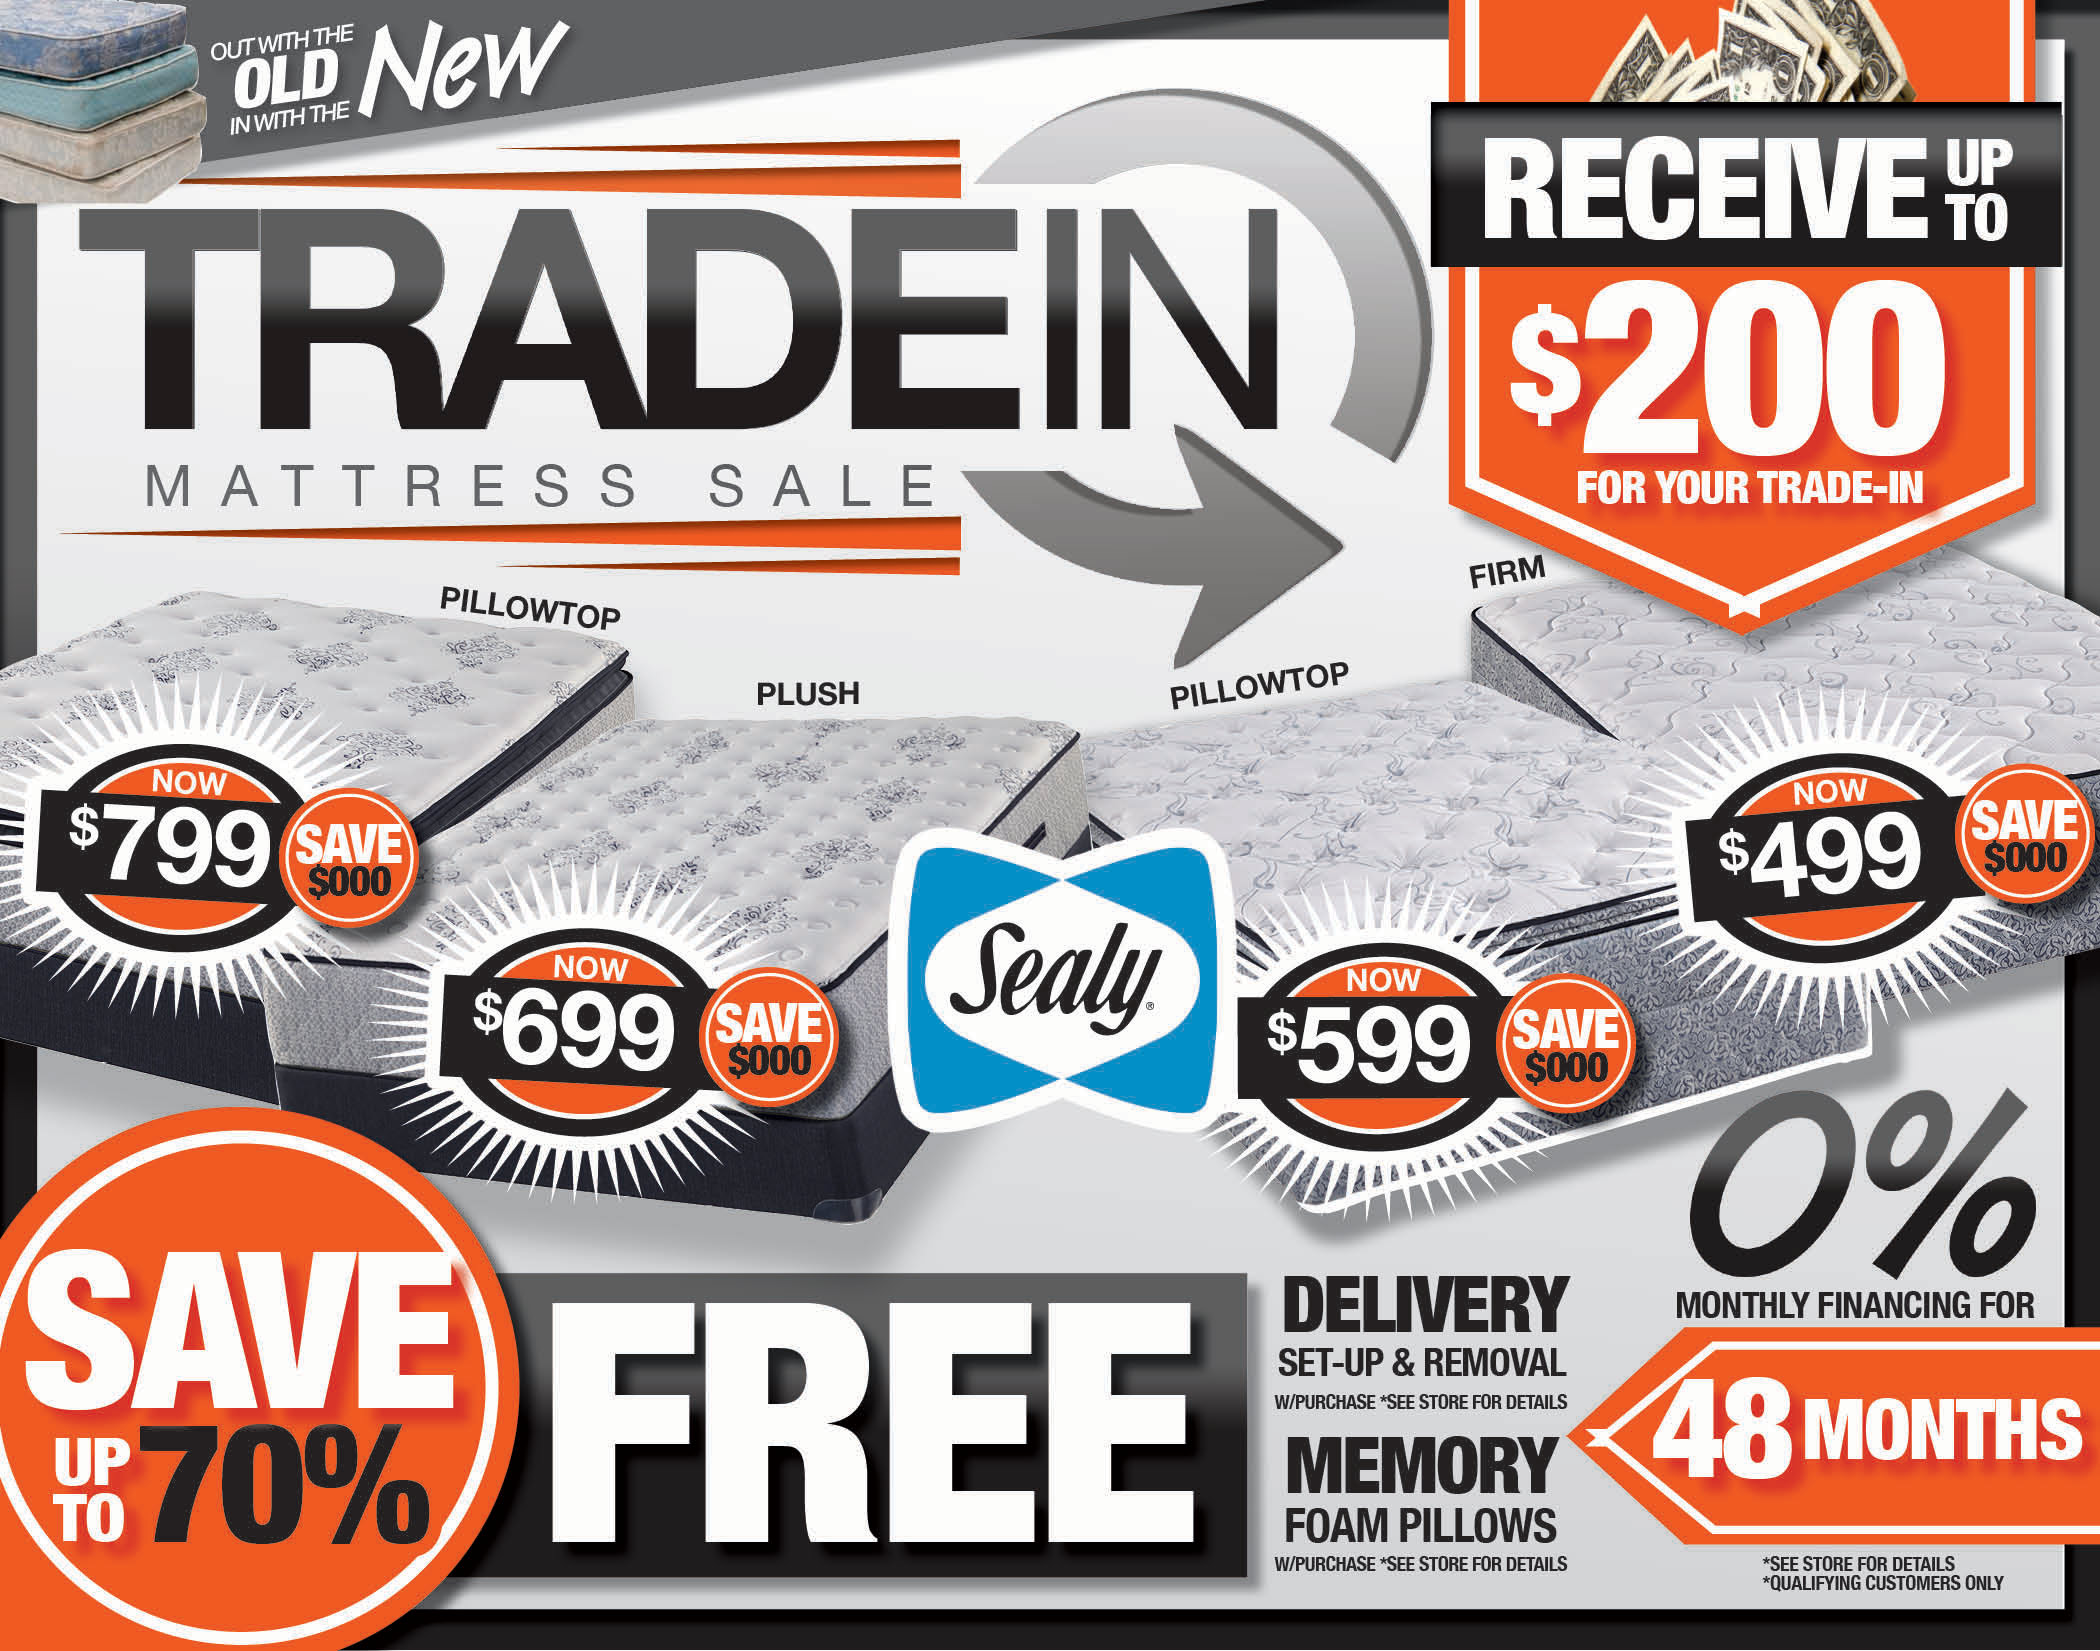 OUT WITH THE
OLD
IN WITH THE
New
TRADEIN
MATTRESS SALE
RECEIVE UP TO
$200
FOR YOUR TRADE-IN
PILLOWTOP
NOW
$799
SAVE
$000
PLUSH
NOW
$699
SAVE
$000
Sealy®
PILLOWTOP
NOW
$599
SAVE
$000
FIRM
NOW
$499
SAVE
$000
SAVE
UP TO 70%
FREE
DELIVERY
SET-UP & REMOVAL
W/PURCHASE *SEE STORE FOR DETAILS
MEMORY
FOAM PILLOWS
W/PURCHASE *SEE STORE FOR DETAILS
0%
MONTHLY FINANCING FOR
48 MONTHS
*SEE STORE FOR DETAILS
*QUALIFYING CUSTOMERS ONLY